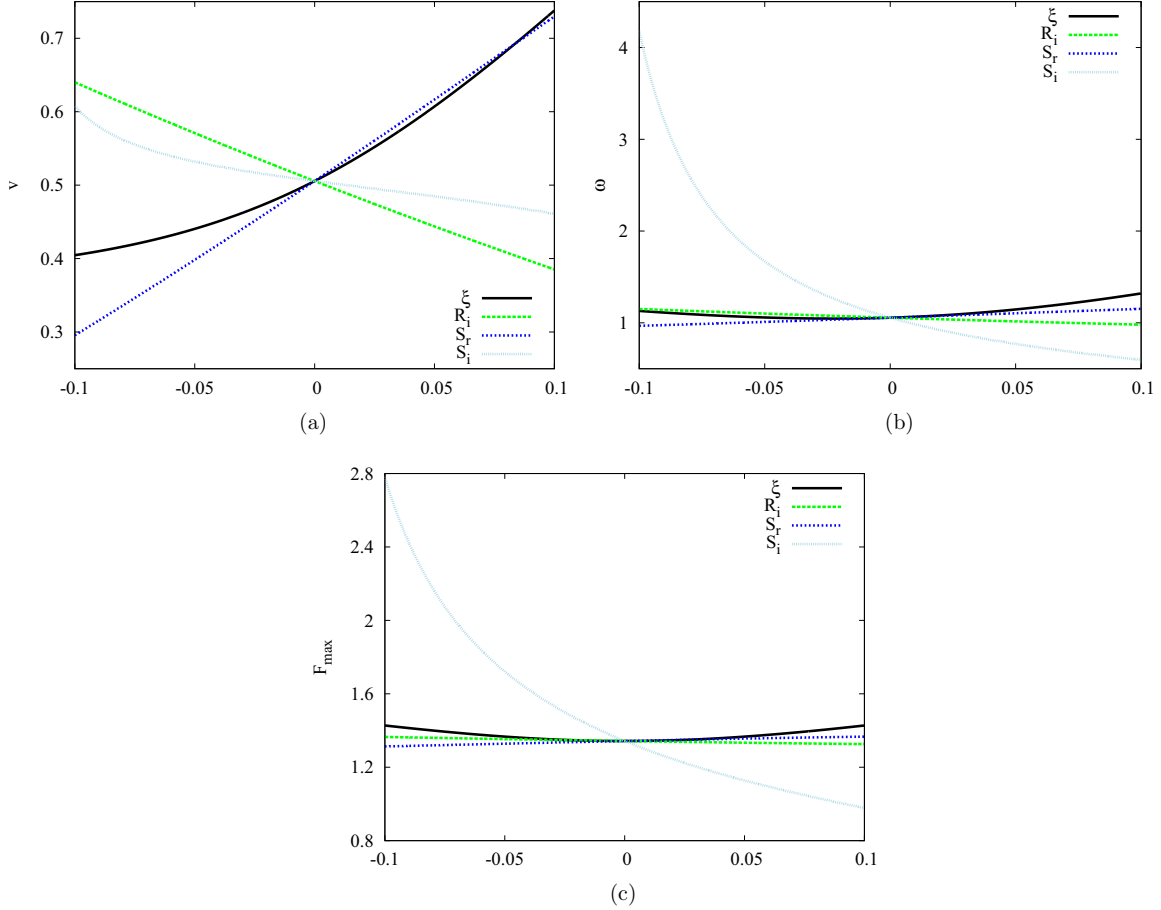 0.7
0.6
0.5
0.4
0.3
v
ξ
R_i
S_r
S_i
-0.1 -0.05 0 0.05 0.1
(a)
4
3
2
1
ω
ξ
R_i
S_r
S_i
-0.1 -0.05 0 0.05 0.1
(b)
2.8
2.4
2
1.6
1.2
0.8
F_max
ξ
R_i
S_r
S_i
-0.1 -0.05 0 0.05 0.1
(c)